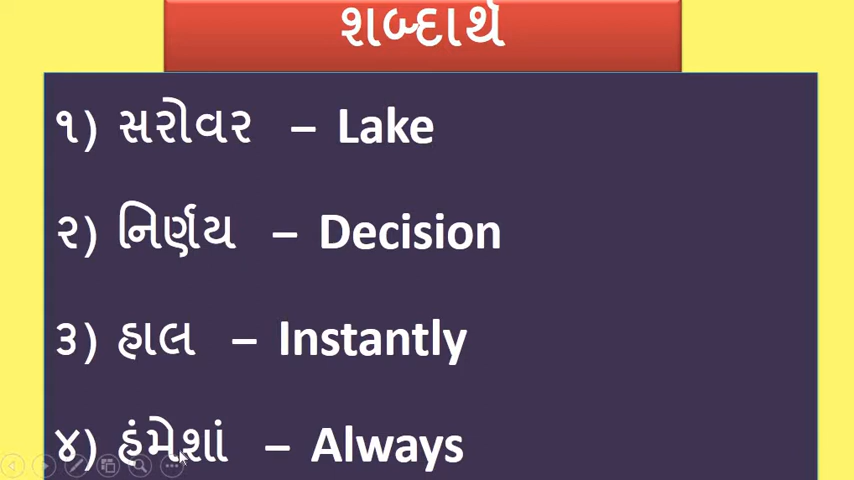 શબ્દાર્થ
૧) સરોવર – Lake
૨) નિર્ણય – Decision
૩) હાલ – Instantly
૪) હંમેશાં – Always